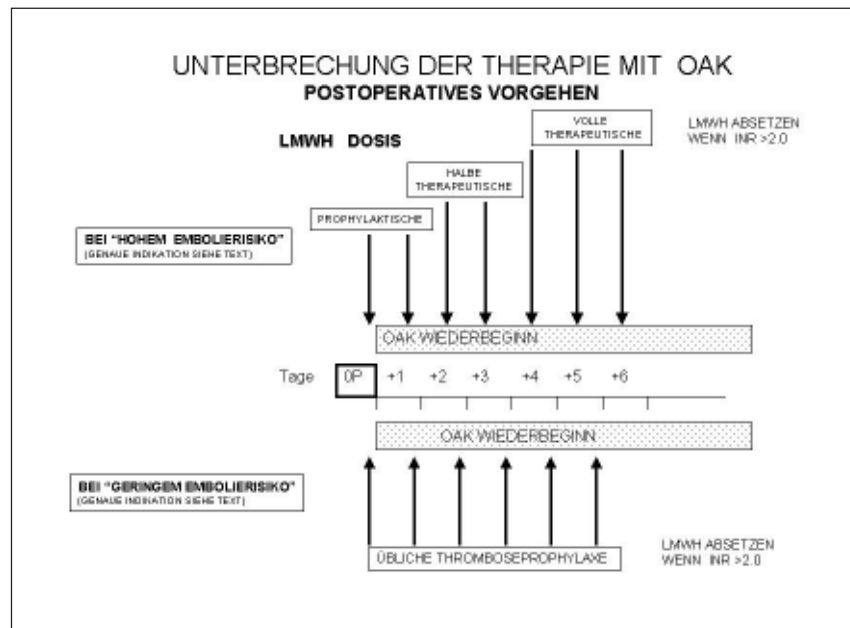 UNTERBRECHUNG DER THERAPIE MIT OAK
POSTOPERATIVES VORGEHEN
VOLLE
THERAPEUTISCHE
LMWH ABSETZEN
WENN INR >2.0
LMWH DOSIS
HALBE
THERAPEUTISCHE
PROPHYLAKTISCHE
BEI "HOHEM EMBOLIERISIKO"
(GENAUE INDIKATION SIEHE TEXT)
OAK WIEDERBEGINN
Tage OP +1 +2 +3 +4 +5 +6
OAK WIEDERBEGINN
BEI "GERINGEM EMBOLIERISIKO"
(GENAUE INDIKATION SIEHE TEXT)
ÜBLICHE THROMBOSEPROPHYLAXE
LMWH ABSETZEN
WENN INR >2.0